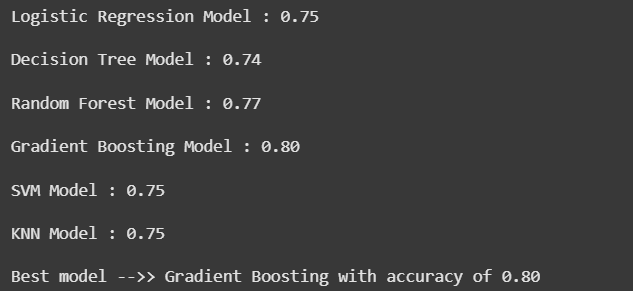 Logistic Regression Model : 0.75
Decision Tree Model : 0.74
Random Forest Model : 0.77
Gradient Boosting Model : 0.80
SVM Model : 0.75
KNN Model : 0.75
Best model -->> Gradient Boosting with accuracy of 0.80